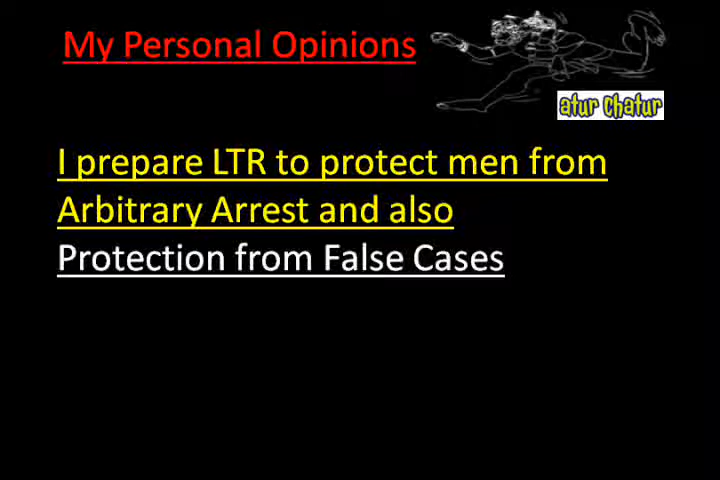 My Personal Opinions
atur chatur
I prepare LTR to protect men from
Arbitrary Arrest and also
Protection from False Cases